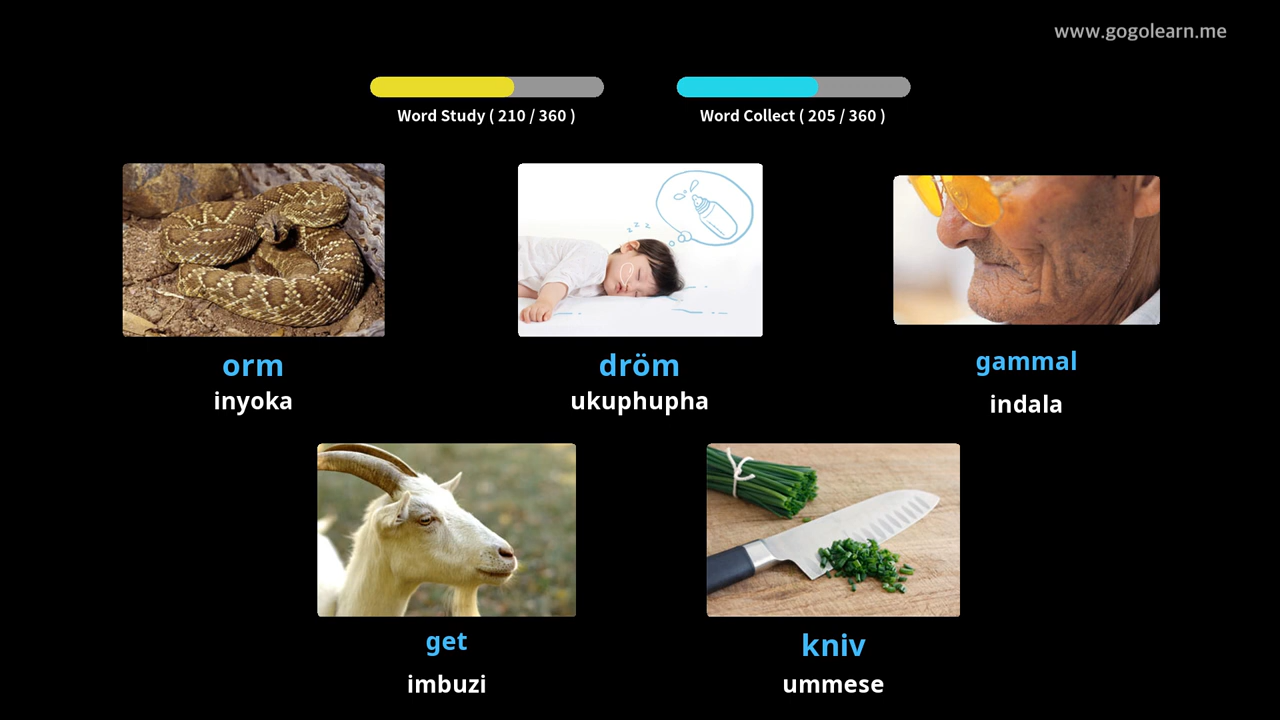 www.gogolearn.me
Word Study ( 210 / 360 )
Word Collect ( 205 / 360 )
orm
inyoka
dröm
ukuphupha
gammal
indala
get
imbuzi
kniv
ummese